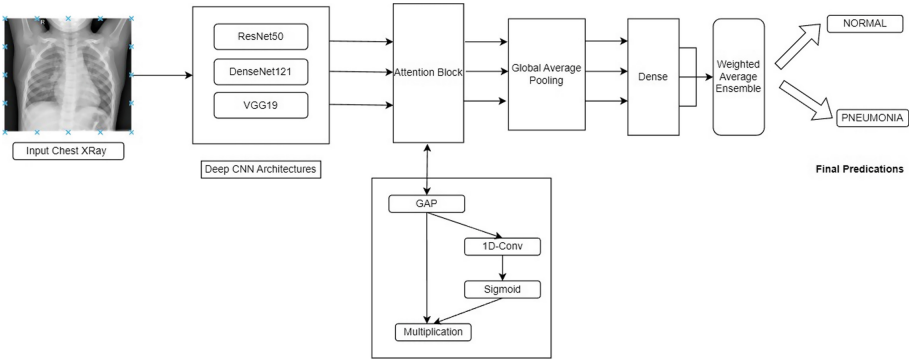 R
Input Chest XRay
ResNet50
DenseNet121
VGG19
Deep CNN Architectures
Attention Block
GAP
1D-Conv
Sigmoid
Multiplication
Global Average
Pooling
Dense
Weighted
Average
Ensemble
NORMAL
PNEUMONIA
Final Predications